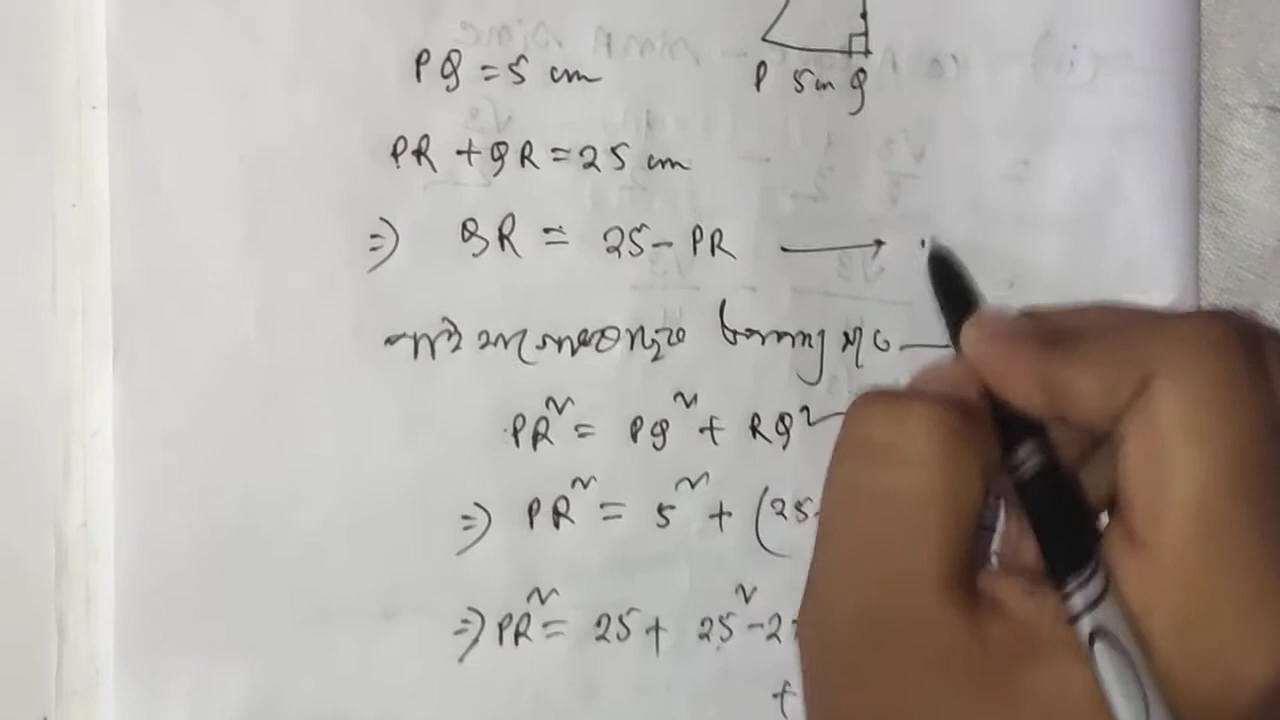 PQ = 5 cm
P 5m Q
PR + QR = 25 cm
⇒ QR = 25 - PR ⟶
PR² = PQ² + RQ²
⇒ PR² = 5² + (25
⇒ PR² = 25 + 25² - 2
+